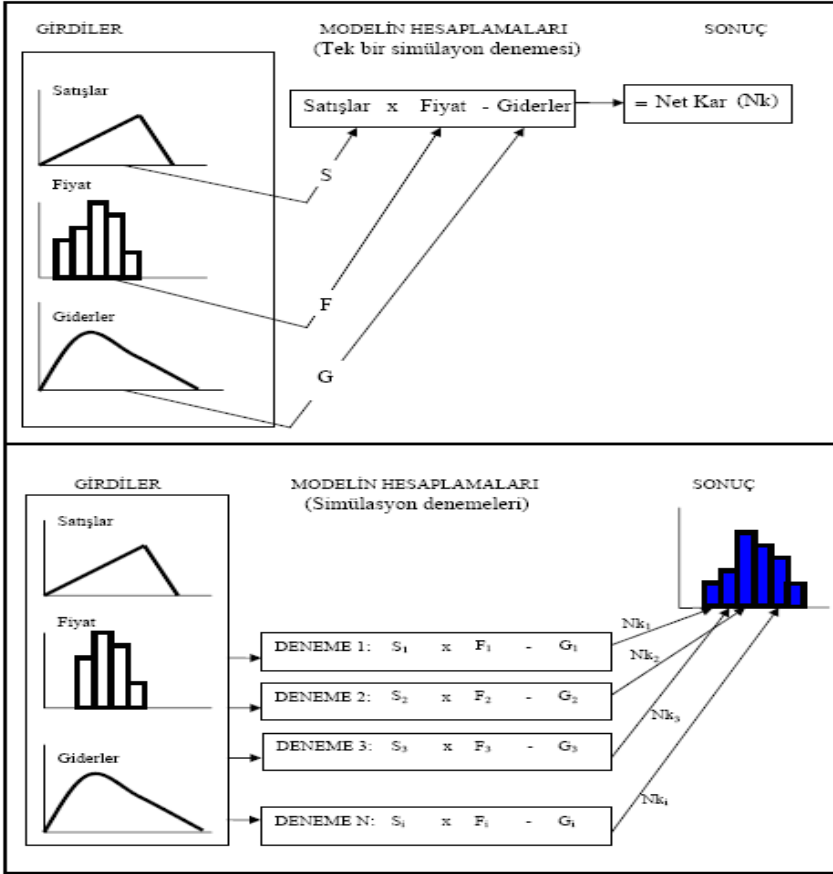 GİRDİLER
MODELİN HESAPLAMALARI
(Tek bir simülayon denemesi)
SONUÇ
Satışlar
Satışlar x Fiyat - Giderler
= Net Kar (Nk)
S
Fiyat
F
Giderler
G
GİRDİLER
MODELİN HESAPLAMALARI
(Simülasyon denemeleri)
SONUÇ
Satışlar
Fiyat
Nk₁
DENEME 1: S₁ x F₁ - G₁
Nk₂
DENEME 2: S₂ x F₂ - G₂
Nk₃
DENEME 3: S₃ x F₃ - G₃
Giderler
Nkᵢ
DENEME N: Sᵢ x Fᵢ - Gᵢ